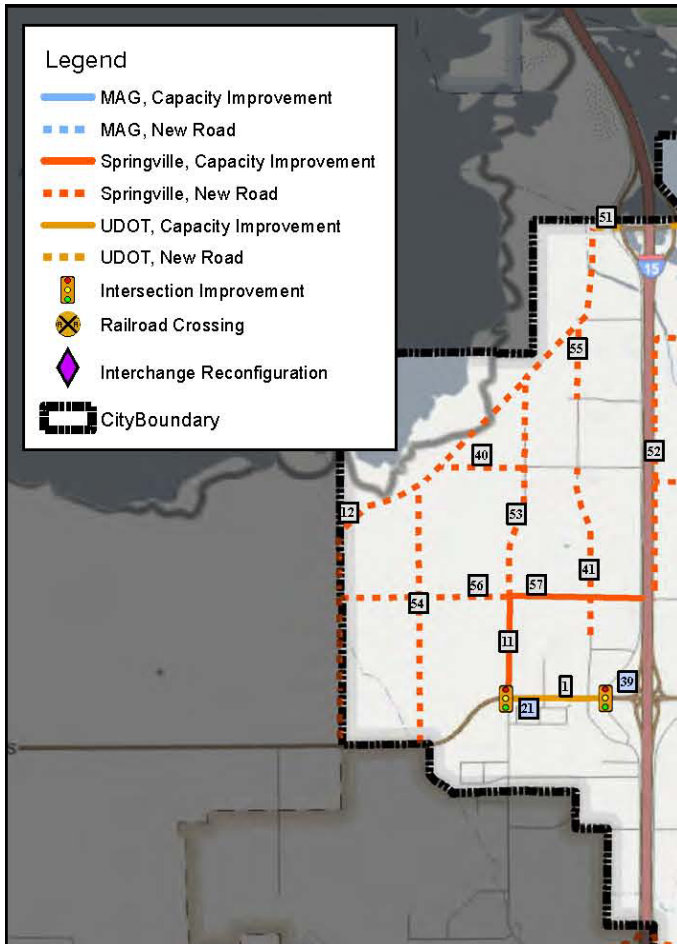 Legend
MAG, Capacity Improvement
MAG, New Road
Springville, Capacity Improvement
Springville, New Road
UDOT, Capacity Improvement
UDOT, New Road
Intersection Improvement
Railroad Crossing
Interchange Reconfiguration
CityBoundary
51
15
55
52
40
12
53
41
56
57
54
11
39
1
21
S